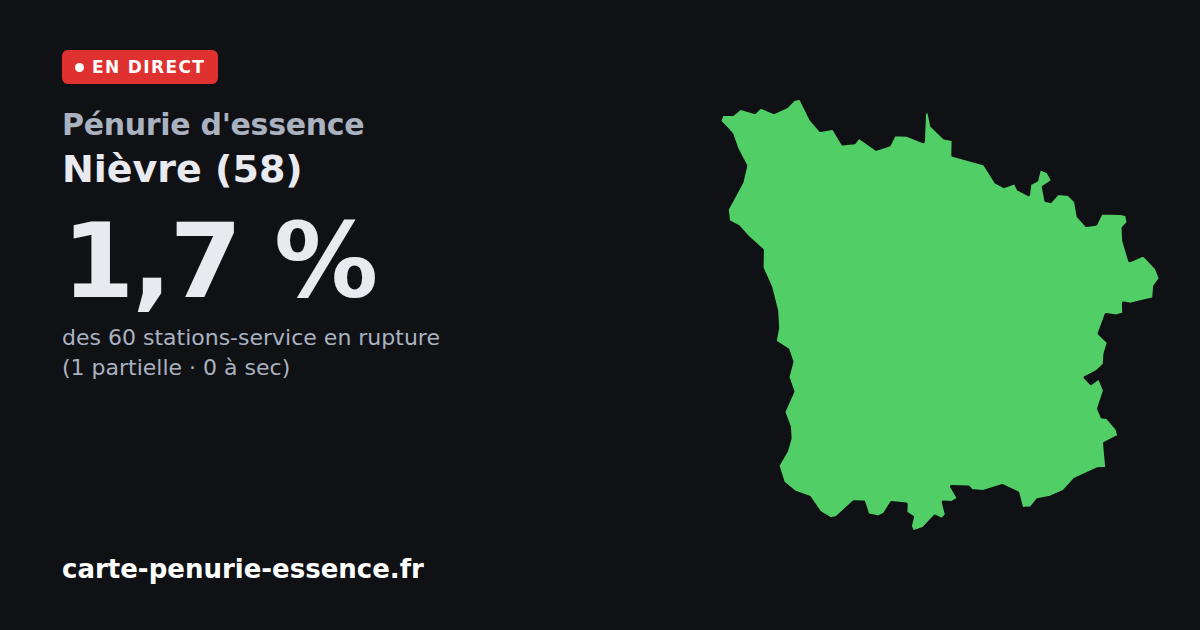 EN DIRECT
Pénurie d'essence
Nièvre (58)
1,7 %
des 60 stations-service en rupture
(1 partielle · 0 à sec)
carte-penurie-essence.fr